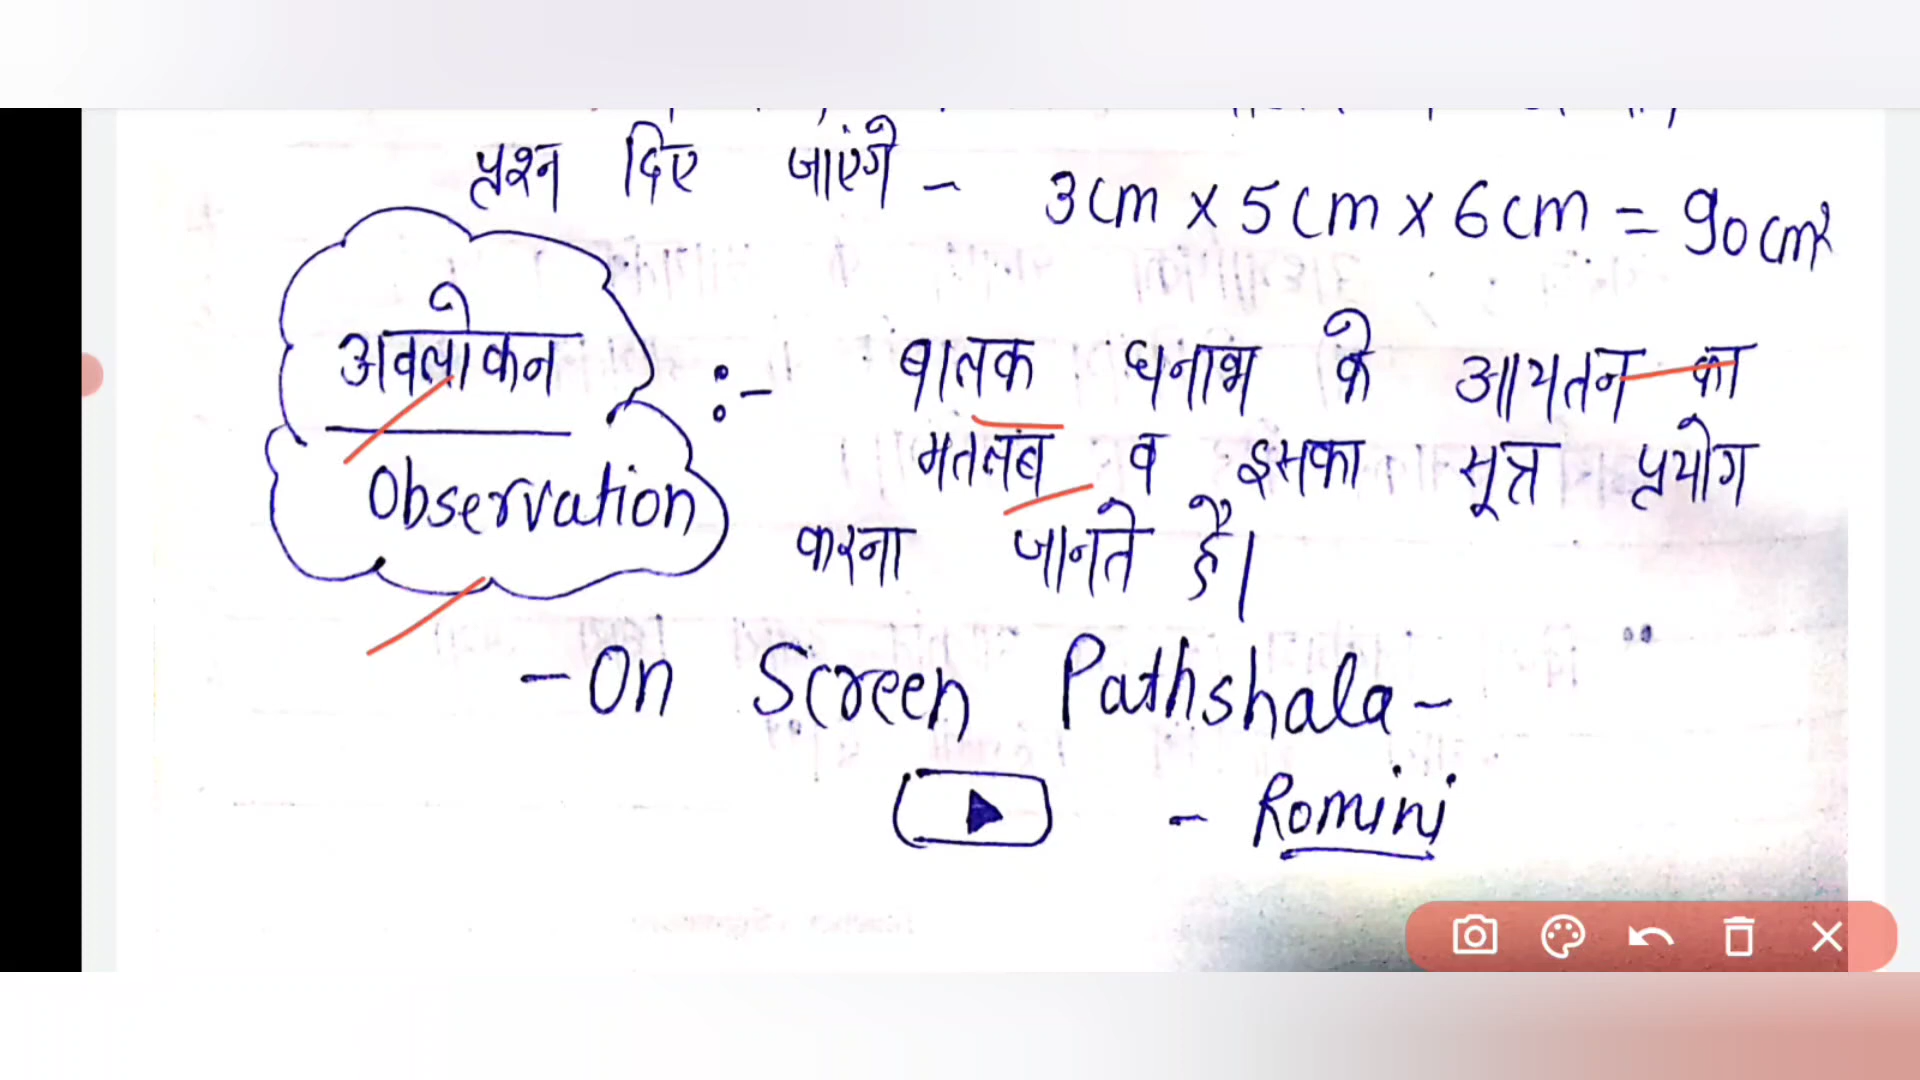 प्रश्न दिए जाएंगे - 3cm x 5cm x 6cm = 90cm²
अवलोकन
Observation
:- बालक घनाभ के आयतन का
मतलब व इसका सूत्र प्रयोग
करना जानते हैं।
- On Screen Pathshala -
- Romini